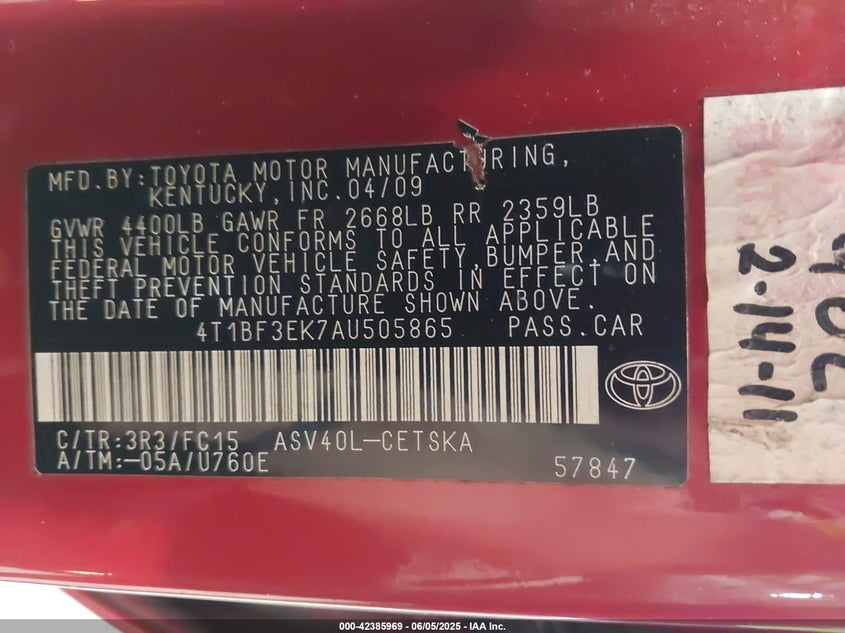 MFD.BY:TOYOTA MOTOR MANUFACTURING,
KENTUCKY,INC.04/09
GVWR 4400LB GAWR FR 2668LB RR 2359LB
THIS VEHICLE CONFORMS TO ALL APPLICABLE
FEDERAL MOTOR VEHICLE SAFETY,BUMPER,AND
THEFT PREVENTION STANDARDS IN EFFECT ON
THE DATE OF MANUFACTURE SHOWN ABOVE.
4T1BF3EK7AU505865 PASS.CAR
C/TR:3R3/FC15 ASV40L-CETSKA
A/TM:-05A/U760E 57847
2-14-11
000-42385969 - 06/05/2025 - IAA Inc.